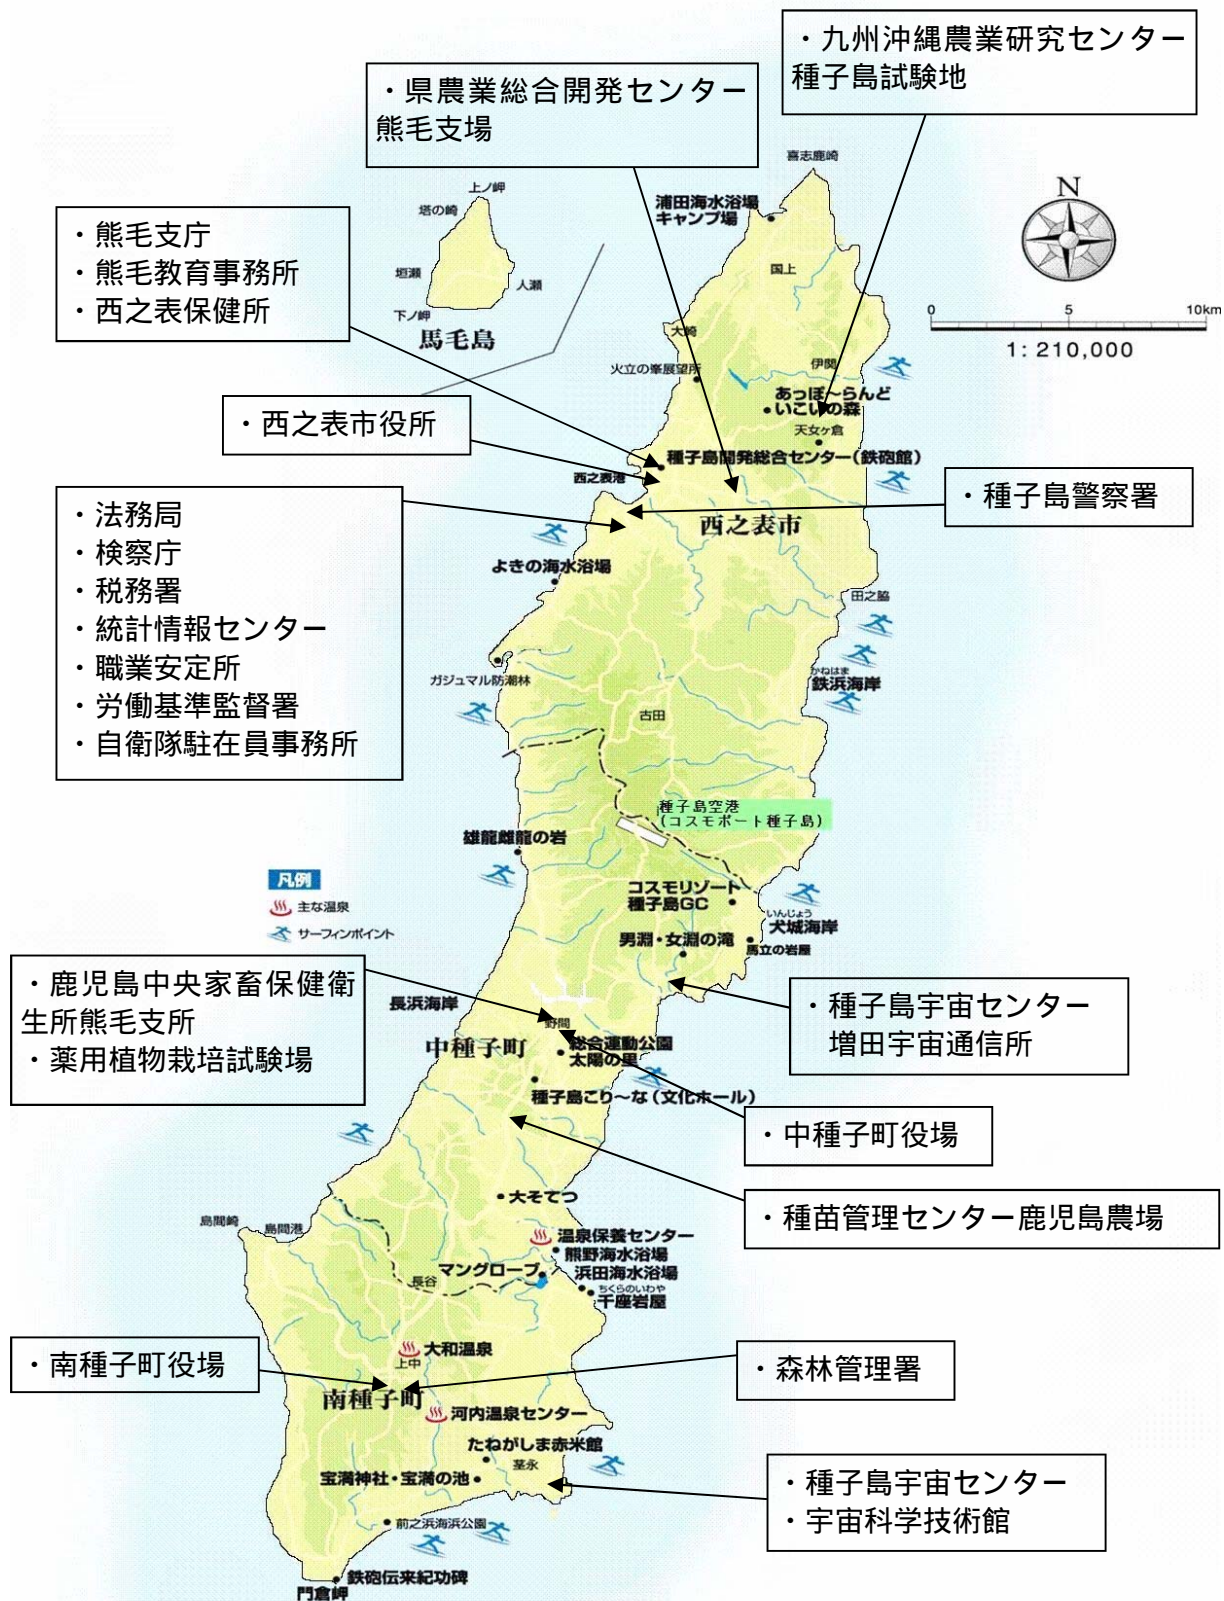 ・九州沖縄農業研究センター
種子島試験地
・県農業総合開発センター
熊毛支場
喜志鹿崎
上ノ岬
塔の崎
浦田海水浴場
キャンプ場
N
・熊毛支庁
・熊毛教育事務所
・西之表保健所
垣瀬
人瀬
国上
下ノ岬
馬毛島
大崎
0 5 10km
1:210,000
火立の峯展望所
伊関
あっぽ～らんど
いこいの森
天女ヶ倉
・西之表市役所
種子島開発総合センター(鉄砲館)
西之表港
・種子島警察署
西之表市
・法務局
・検察庁
・税務署
・統計情報センター
・職業安定所
・労働基準監督署
・自衛隊駐在員事務所
よきの海水浴場
田之脇
ガジュマル防潮林
かねはま
鉄浜海岸
古田
種子島空港
(コスモポート種子島)
雄龍雌龍の岩
凡例
主な温泉
サーフィンポイント
コスモリゾート
種子島GC
いんじょう
犬城海岸
男淵・女淵の滝
馬立の岩屋
・鹿児島中央家畜保健衛
生所熊毛支所
・薬用植物栽培試験場
長浜海岸
・種子島宇宙センター
増田宇宙通信所
野間
中種子町
総合運動公園
太陽の里
種子島こり～な(文化ホール)
・中種子町役場
・種苗管理センター鹿児島農場
大そてつ
島間崎
島間港
温泉保養センター
熊野海水浴場
マングローブ
浜田海水浴場
ちくらのいわや
千座岩屋
長谷
・南種子町役場
大和温泉
上中
・森林管理署
南種子町
河内温泉センター
たねがしま赤米館
茎永
宝満神社・宝満の池
・種子島宇宙センター
・宇宙科学技術館
前之浜海浜公園
鉄砲伝来紀功碑
門倉岬